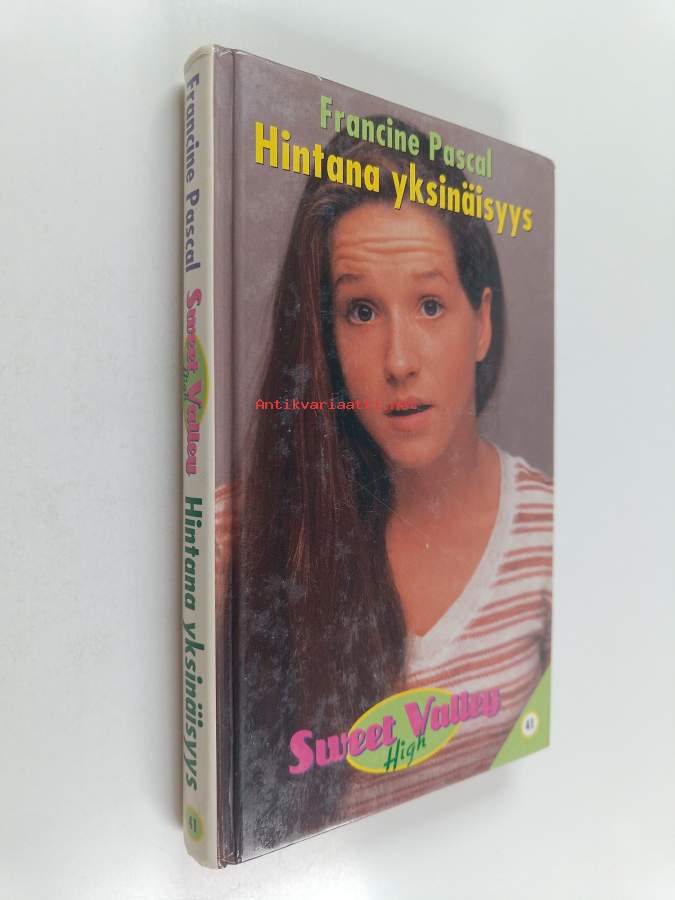 Francine Pascal
Hintana yksinäisyys
Antikvariaatti.net
Sweet Valley
High
41
Francine Pascal
Sweet Valley
High
Hintana yksinäisyys
41